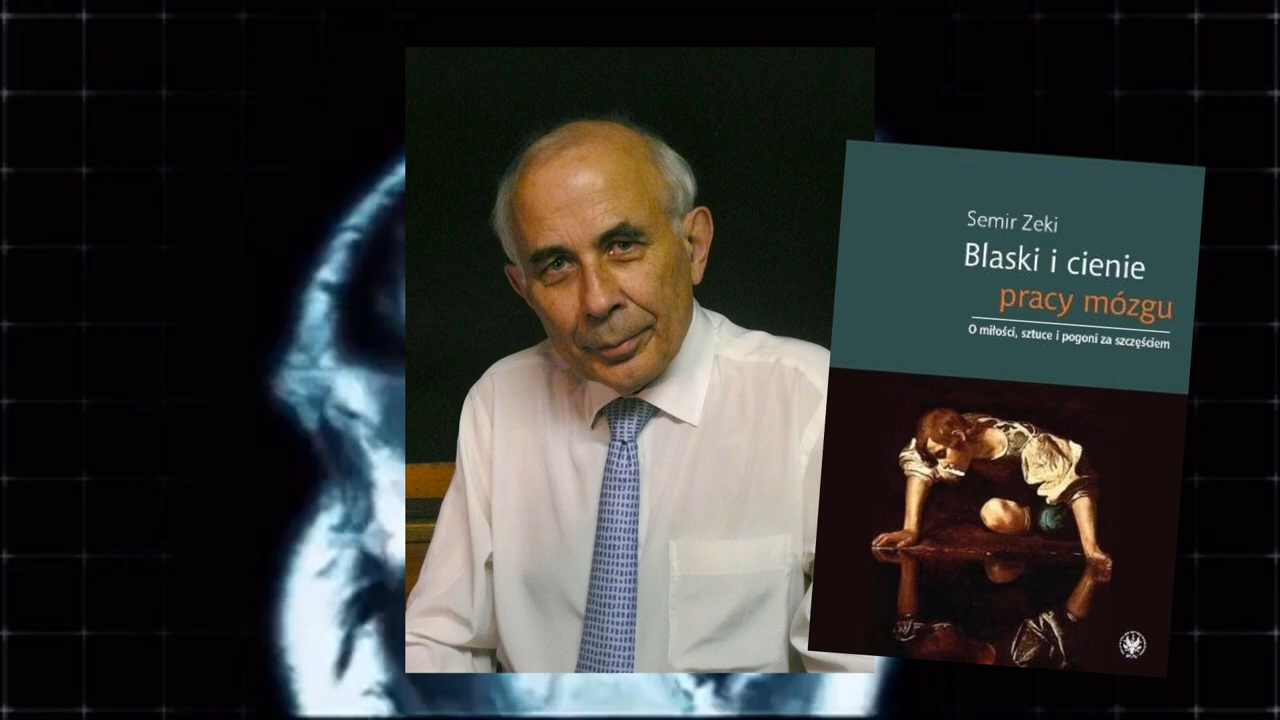 Semir Zeki
Blaski i cienie
pracy mózgu
O miłości, sztuce i pogoni za szczęściem